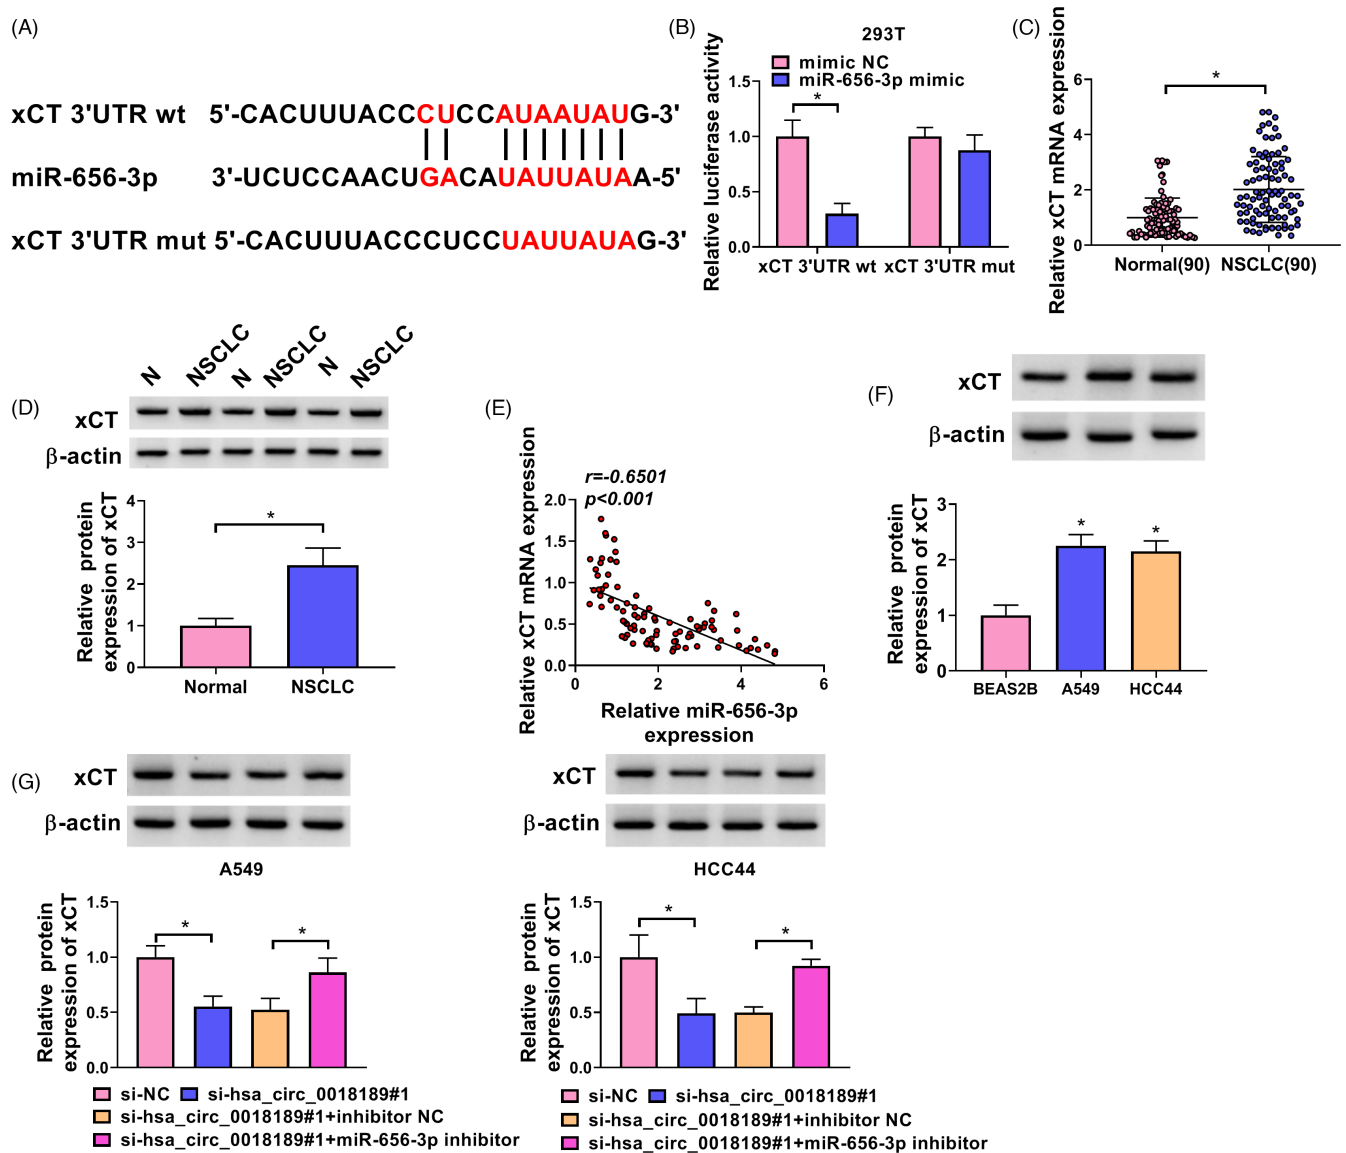 (A)
xCT 3'UTR wt 5'-CACUUUACCCUCCAUAAUAUG-3'
miR-656-3p 3'-UCUCCAACUGACAUAUUAUAA-5'
xCT 3'UTR mut 5'-CACUUUACCCUCCUAUUAUAG-3'
(B)
293T
mimic NC
miR-656-3p mimic
Relative luciferase activity
1.5
1.0
0.5
0.0
*
xCT 3'UTR wt xCT 3'UTR mut
(C)
Relative xCT mRNA expression
6
4
2
0
*
Normal(90) NSCLC(90)
(D)
N NSCLC N NSCLC N NSCLC
xCT
β-actin
Relative protein
expression of xCT
4
3
2
1
0
*
Normal NSCLC
(E)
r=-0.6501
p<0.001
Relative xCT mRNA expression
2.0
1.5
1.0
0.5
0.0
0 2 4 6
Relative miR-656-3p
expression
(F)
xCT
β-actin
Relative protein
expression of xCT
3
2
1
0
* *
BEAS2B A549 HCC44
(G)
xCT
β-actin
A549
Relative protein
expression of xCT
1.5
1.0
0.5
0.0
* *
si-NC si-hsa_circ_0018189#1
si-hsa_circ_0018189#1+inhibitor NC
si-hsa_circ_0018189#1+miR-656-3p inhibitor
xCT
β-actin
HCC44
Relative protein
expression of xCT
1.5
1.0
0.5
0.0
* *
si-NC si-hsa_circ_0018189#1
si-hsa_circ_0018189#1+inhibitor NC
si-hsa_circ_0018189#1+miR-656-3p inhibitor